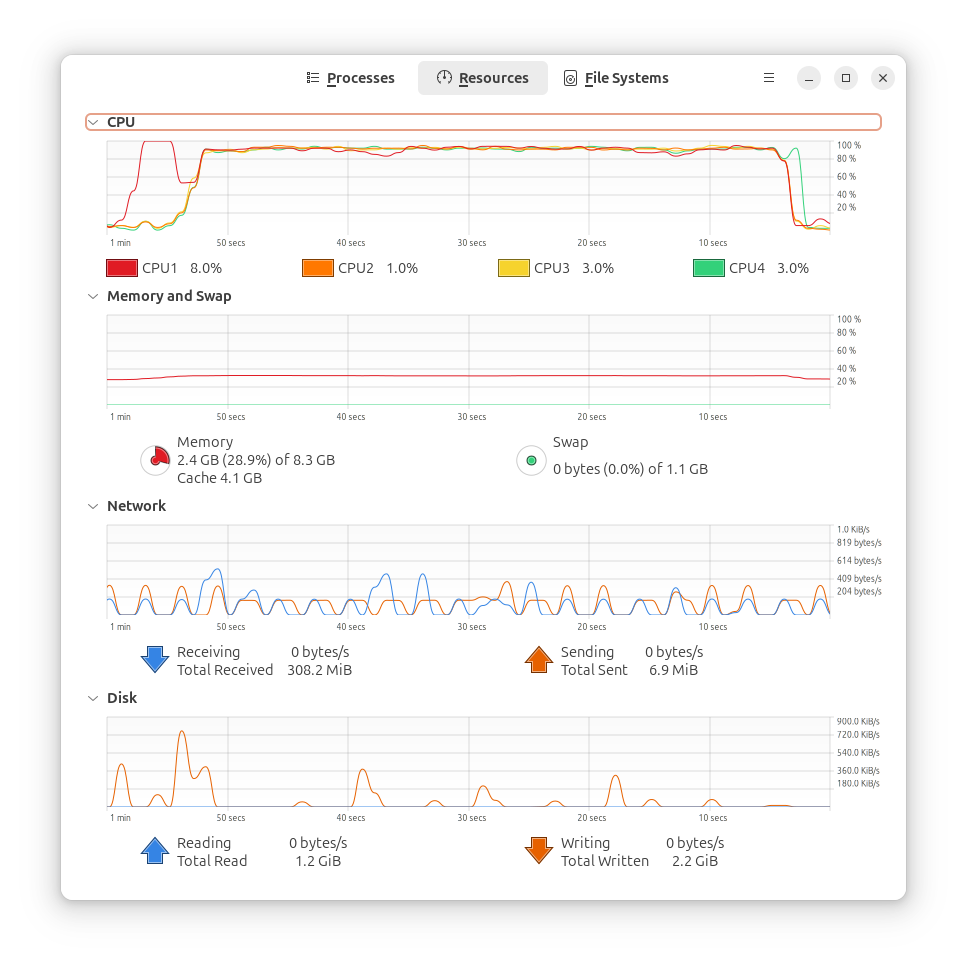 Processes Resources File Systems
CPU
100 %
80 %
60 %
40 %
20 %
1 min 50 secs 40 secs 30 secs 20 secs 10 secs
CPU1 8.0% CPU2 1.0% CPU3 3.0% CPU4 3.0%
Memory and Swap
100 %
80 %
60 %
40 %
20 %
1 min 50 secs 40 secs 30 secs 20 secs 10 secs
Memory
2.4 GB (28.9%) of 8.3 GB
Cache 4.1 GB
Swap
0 bytes (0.0%) of 1.1 GB
Network
1.0 KiB/s
819 bytes/s
614 bytes/s
409 bytes/s
204 bytes/s
1 min 50 secs 40 secs 30 secs 20 secs 10 secs
Receiving 0 bytes/s
Total Received 308.2 MiB
Sending 0 bytes/s
Total Sent 6.9 MiB
Disk
900.0 KiB/s
720.0 KiB/s
540.0 KiB/s
360.0 KiB/s
180.0 KiB/s
1 min 50 secs 40 secs 30 secs 20 secs 10 secs
Reading 0 bytes/s
Total Read 1.2 GiB
Writing 0 bytes/s
Total Written 2.2 GiB